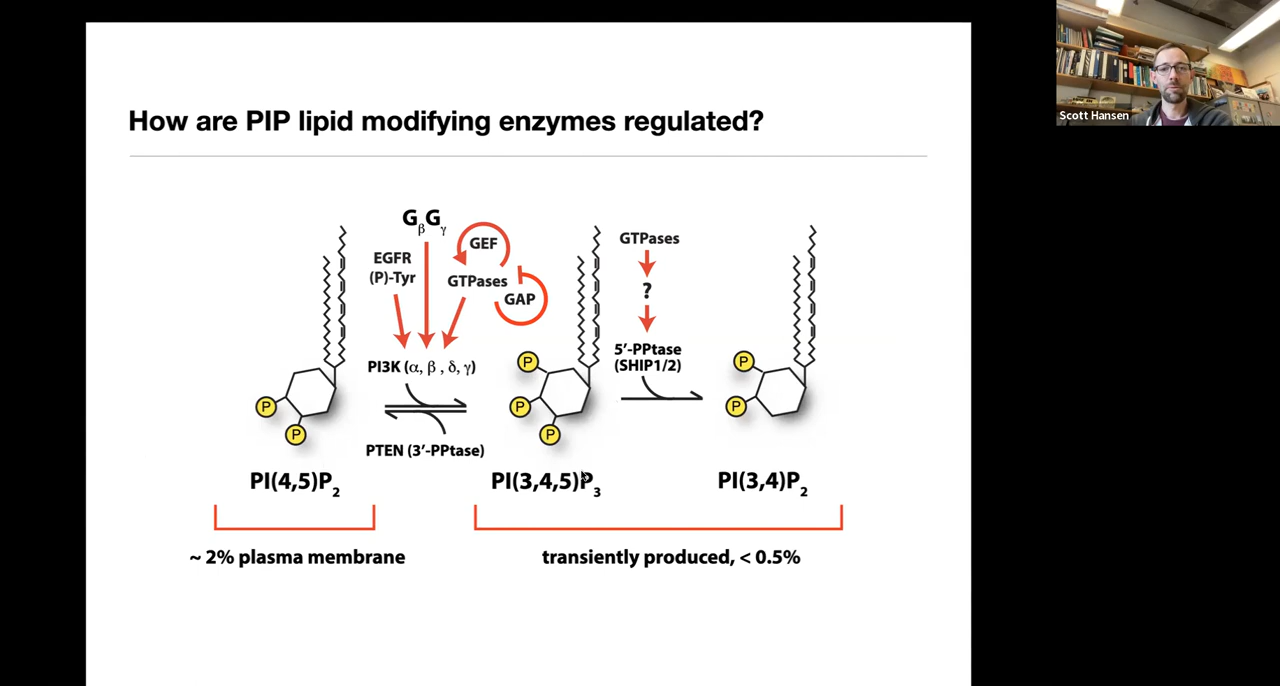 How are PIP lipid modifying enzymes regulated?
Scott Hansen
GβGγ
EGFR
(P)-Tyr
GEF
GTPases
GAP
PI3K (α, β , δ, γ)
PTEN (3′-PPtase)
GTPases
?
5′-PPtase
(SHIP1/2)
P
P
P
P
P
P
P
PI(4,5)P2
PI(3,4,5)P3
PI(3,4)P2
~ 2% plasma membrane
transiently produced, < 0.5%